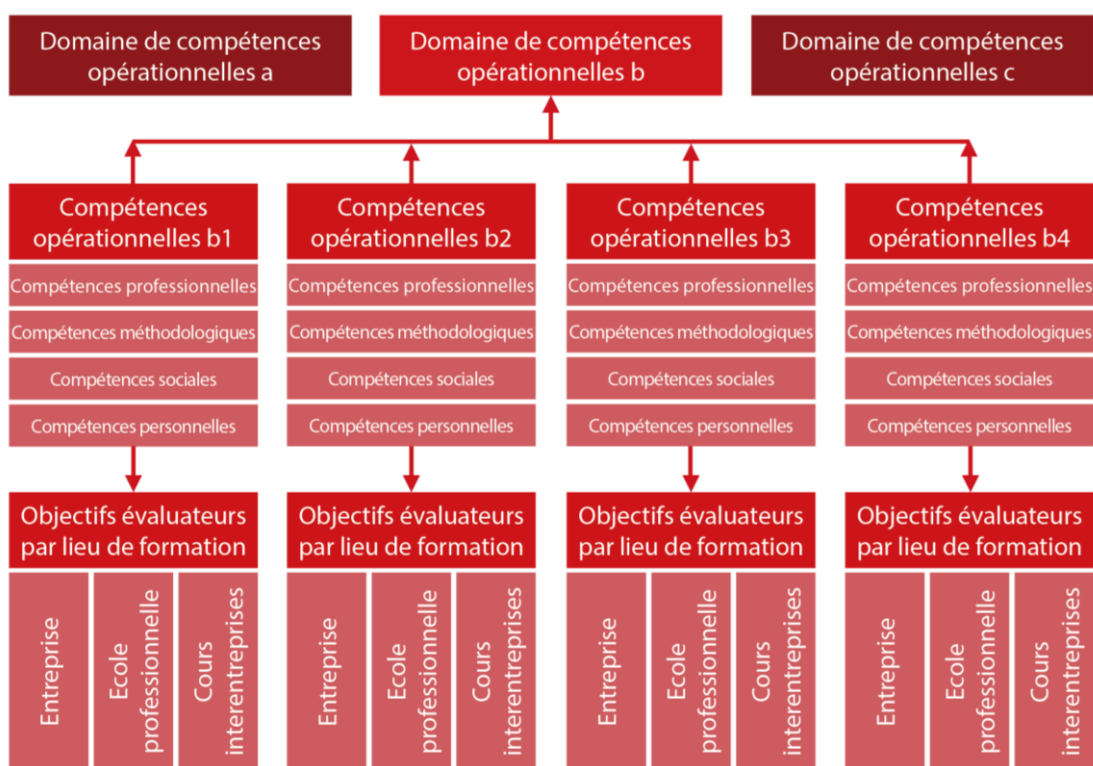 Domaine de compétences
opérationnelles a
Domaine de compétences
opérationnelles b
Domaine de compétences
opérationnelles c
Compétences
opérationnelles b1
Compétences
opérationnelles b2
Compétences
opérationnelles b3
Compétences
opérationnelles b4
Compétences professionnelles
Compétences professionnelles
Compétences professionnelles
Compétences professionnelles
Compétences méthodologiques
Compétences méthodologiques
Compétences méthodologiques
Compétences méthodologiques
Compétences sociales
Compétences sociales
Compétences sociales
Compétences sociales
Compétences personnelles
Compétences personnelles
Compétences personnelles
Compétences personnelles
Objectifs évaluateurs
par lieu de formation
Objectifs évaluateurs
par lieu de formation
Objectifs évaluateurs
par lieu de formation
Objectifs évaluateurs
par lieu de formation
Entreprise
Ecole
professionnelle
Cours
interentreprises
Entreprise
Ecole
professionnelle
Cours
interentreprises
Entreprise
Ecole
professionnelle
Cours
interentreprises
Entreprise
Ecole
professionnelle
Cours
interentreprises